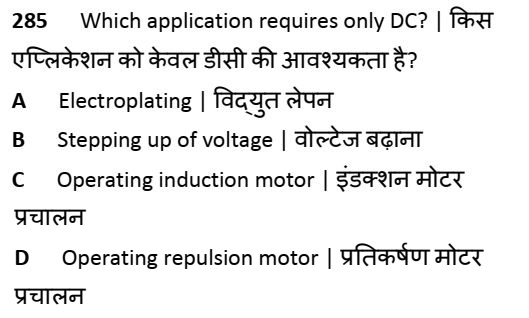 285 Which application requires only DC? | किस
एप्लिकेशन को केवल डीसी की आवश्यकता है?
A Electroplating | विद्युत लेपन
B Stepping up of voltage | वोल्टेज बढ़ाना
C Operating induction motor | इंडक्शन मोटर
प्रचालन
D Operating repulsion motor | प्रतिकर्षण मोटर
प्रचालन